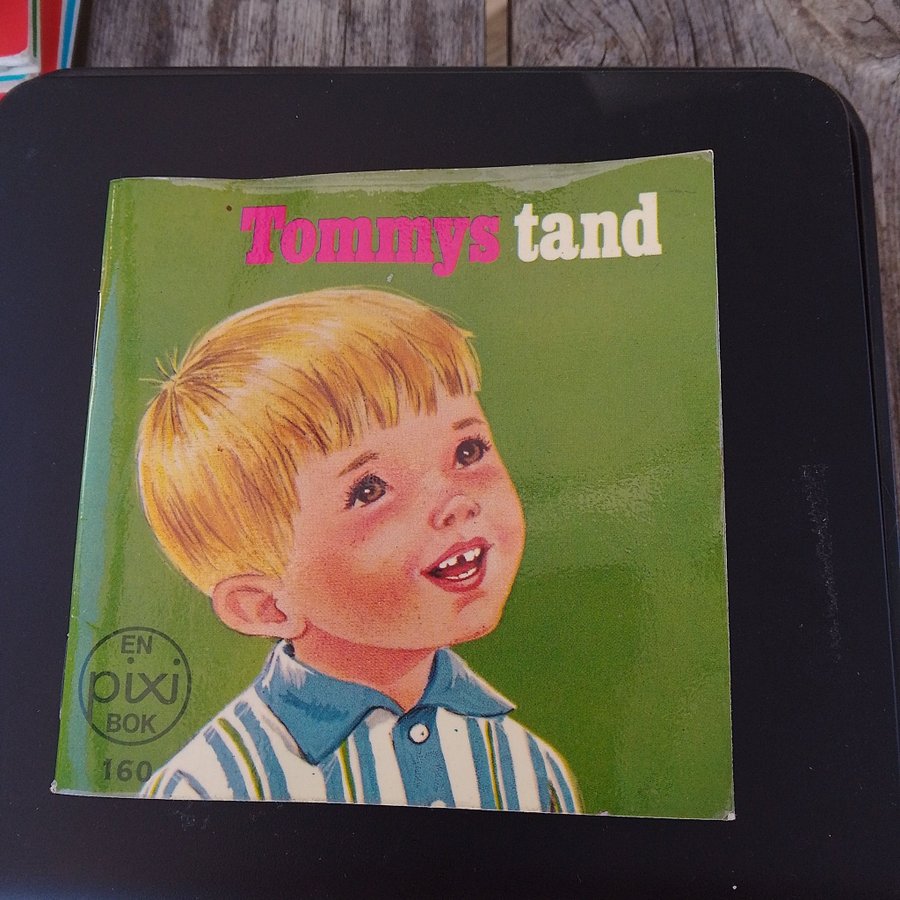 Tommys tand
EN
pixi
BOK
160